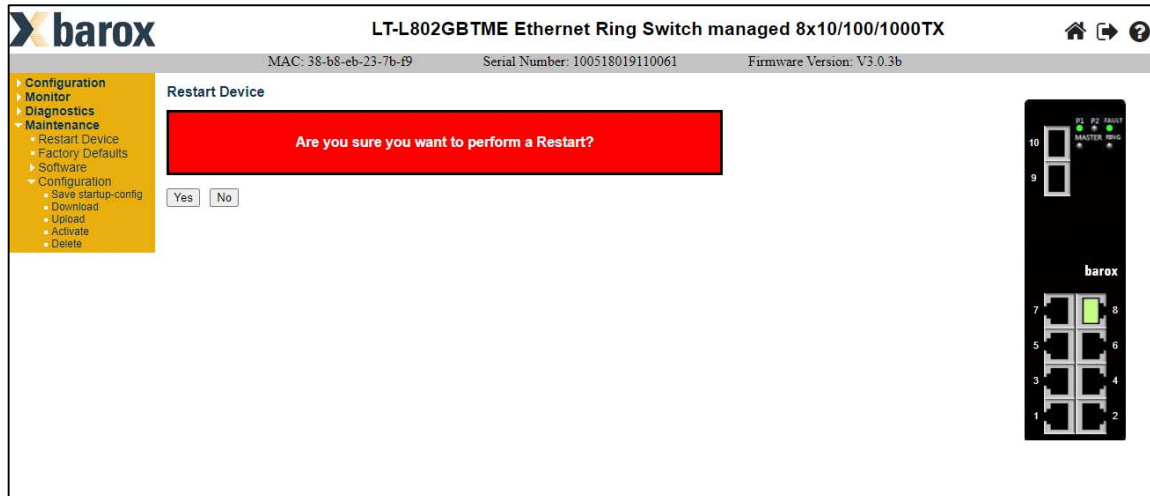 barox
LT-L802GBTME Ethernet Ring Switch managed 8x10/100/1000TX
MAC: 38-b8-eb-23-7b-f9 Serial Number: 100518019110061 Firmware Version: V3.0.3b
Configuration
Monitor
Diagnostics
Maintenance
Restart Device
Factory Defaults
Software
Configuration
Save startup-config
Download
Upload
Activate
Delete
Restart Device
Are you sure you want to perform a Restart?
Yes No
P1 P2 FAULT
MASTER RING
10
9
barox
7 8
5 6
3 4
1 2